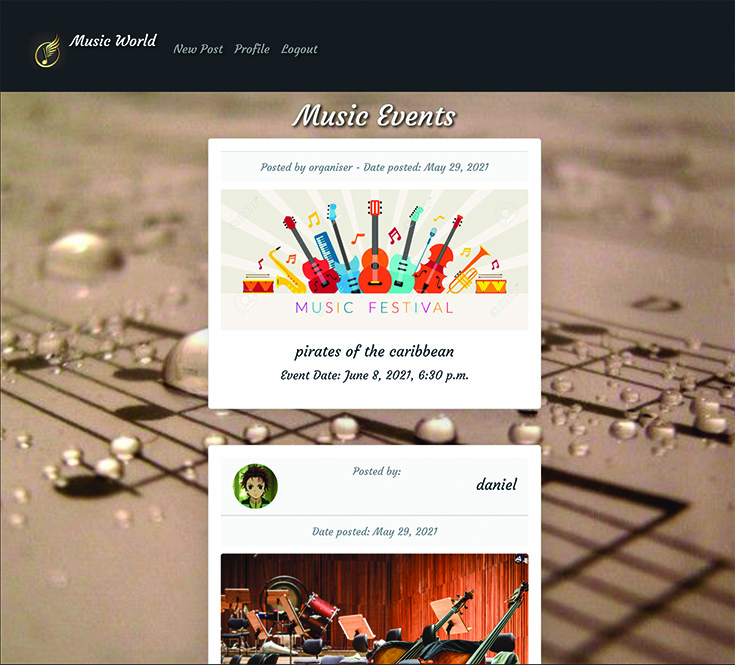 Music World
New Post Profile Logout
Music Events
Posted by organiser - Date posted: May 29, 2021
MUSIC FESTIVAL
pirates of the caribbean
Event Date: June 8, 2021, 6:30 p.m.
Posted by:
daniel
Date posted: May 29, 2021